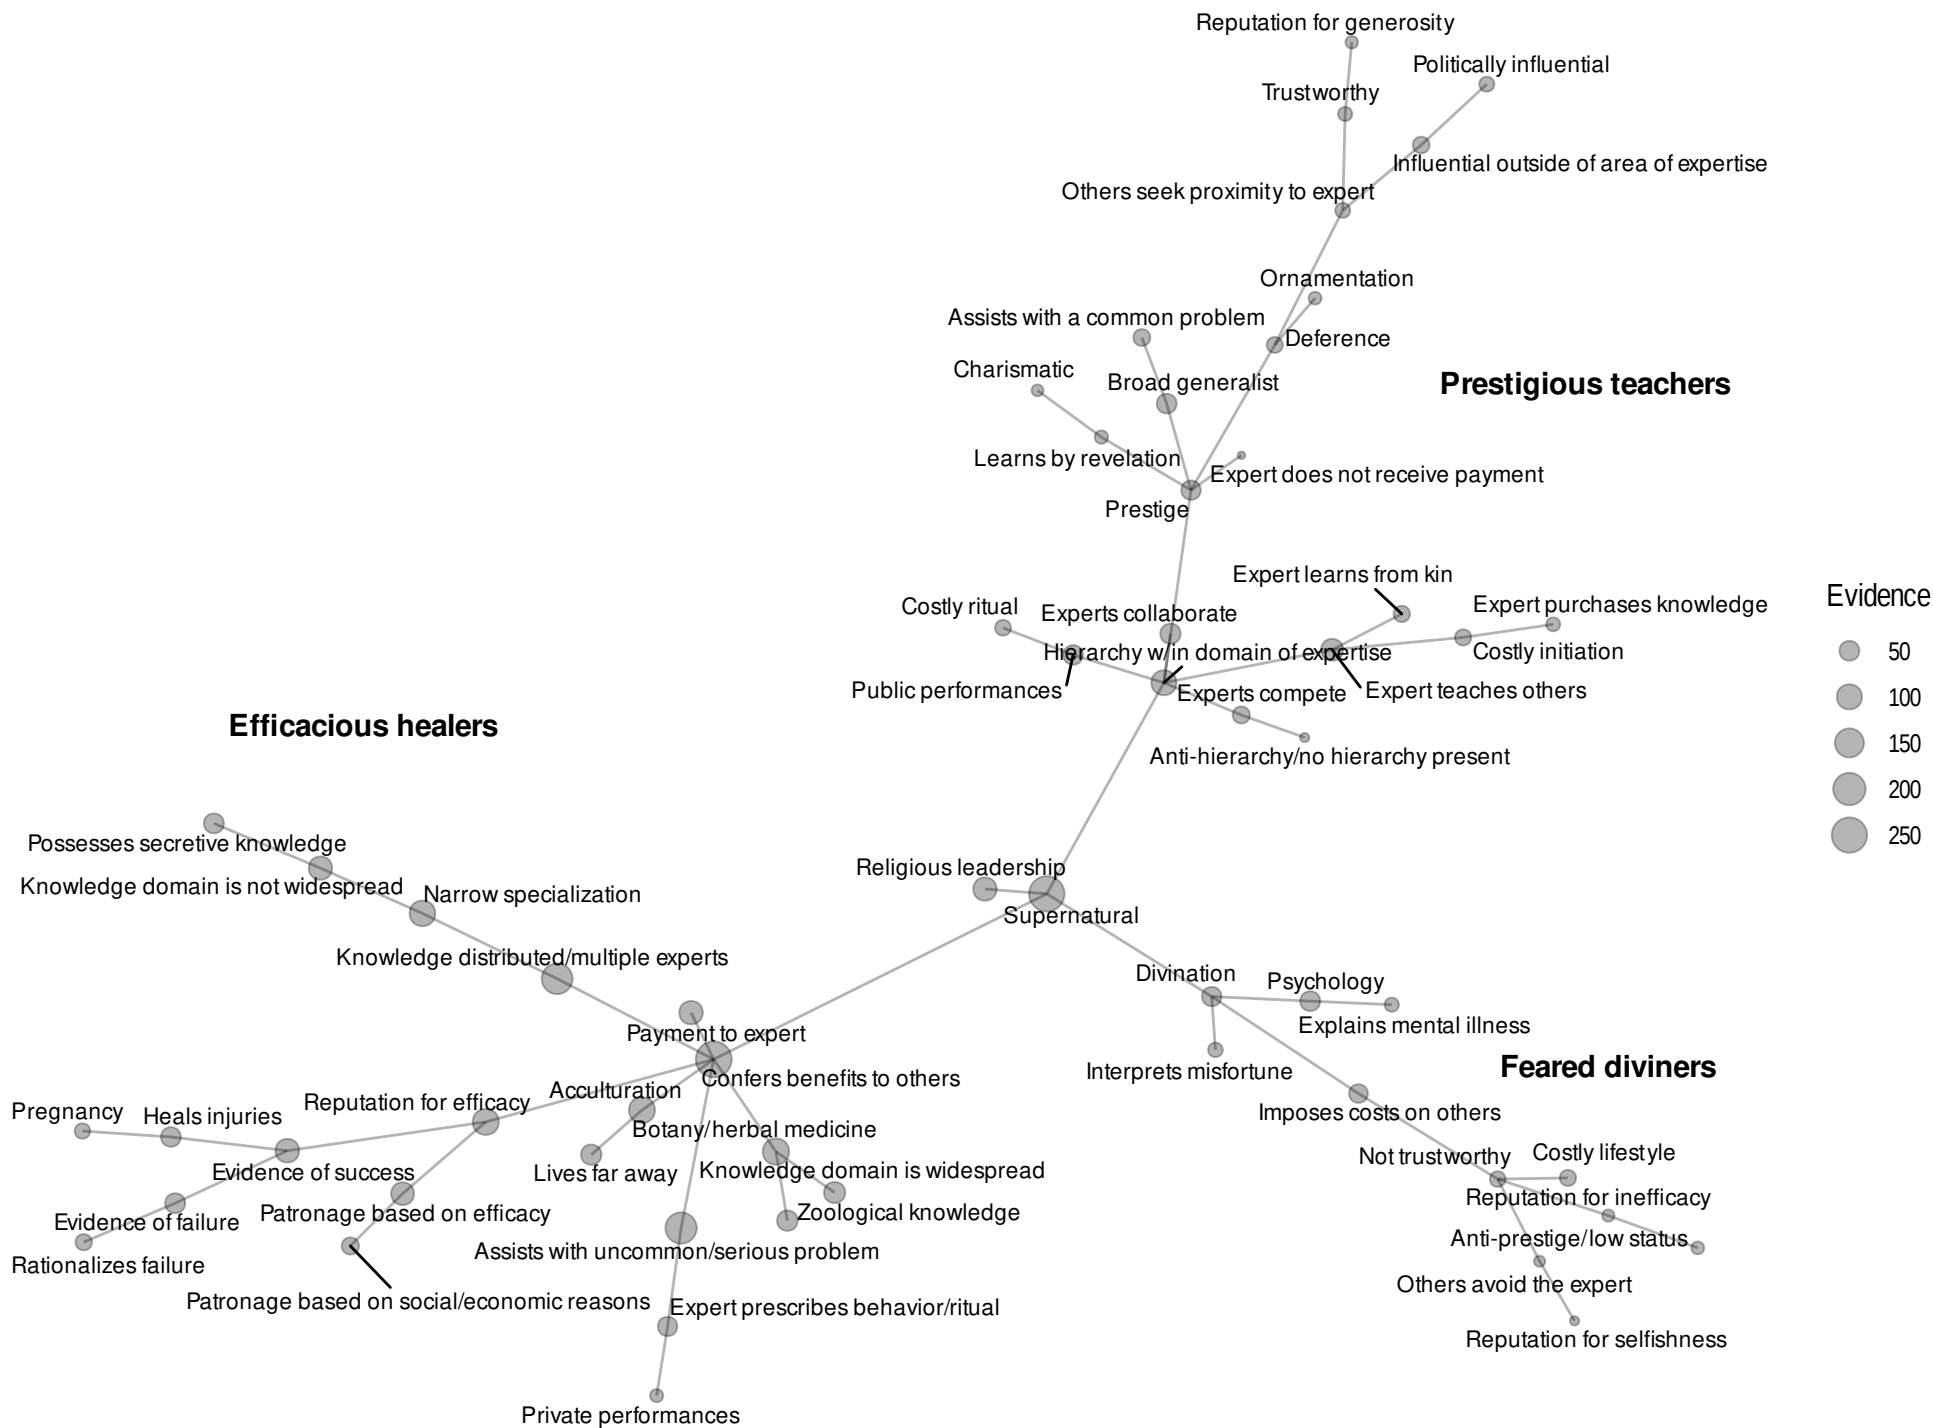 Reputation for generosity
Politically influential
Trustworthy
Influential outside of area of expertise
Others seek proximity to expert
Ornamentation
Assists with a common problem
Deference
Charismatic
Broad generalist
Prestigious teachers
Learns by revelation
Expert does not receive payment
Prestige
Expert learns from kin
Costly ritual
Experts collaborate
Expert purchases knowledge
Evidence
Hierarchy w/in domain of expertise
Costly initiation
50
Public performances
Experts compete
Expert teaches others
100
Efficacious healers
150
Anti-hierarchy/no hierarchy present
200
250
Possesses secretive knowledge
Religious leadership
Knowledge domain is not widespread
Narrow specialization
Supernatural
Knowledge distributed/multiple experts
Divination
Psychology
Payment to expert
Explains mental illness
Interprets misfortune
Feared diviners
Confers benefits to others
Acculturation
Reputation for efficacy
Pregnancy
Heals injuries
Imposes costs on others
Botany/herbal medicine
Not trustworthy
Costly lifestyle
Evidence of success
Lives far away
Knowledge domain is widespread
Reputation for inefficacy
Evidence of failure
Patronage based on efficacy
Zoological knowledge
Anti-prestige/low status
Assists with uncommon/serious problem
Rationalizes failure
Others avoid the expert
Patronage based on social/economic reasons
Expert prescribes behavior/ritual
Reputation for selfishness
Private performances